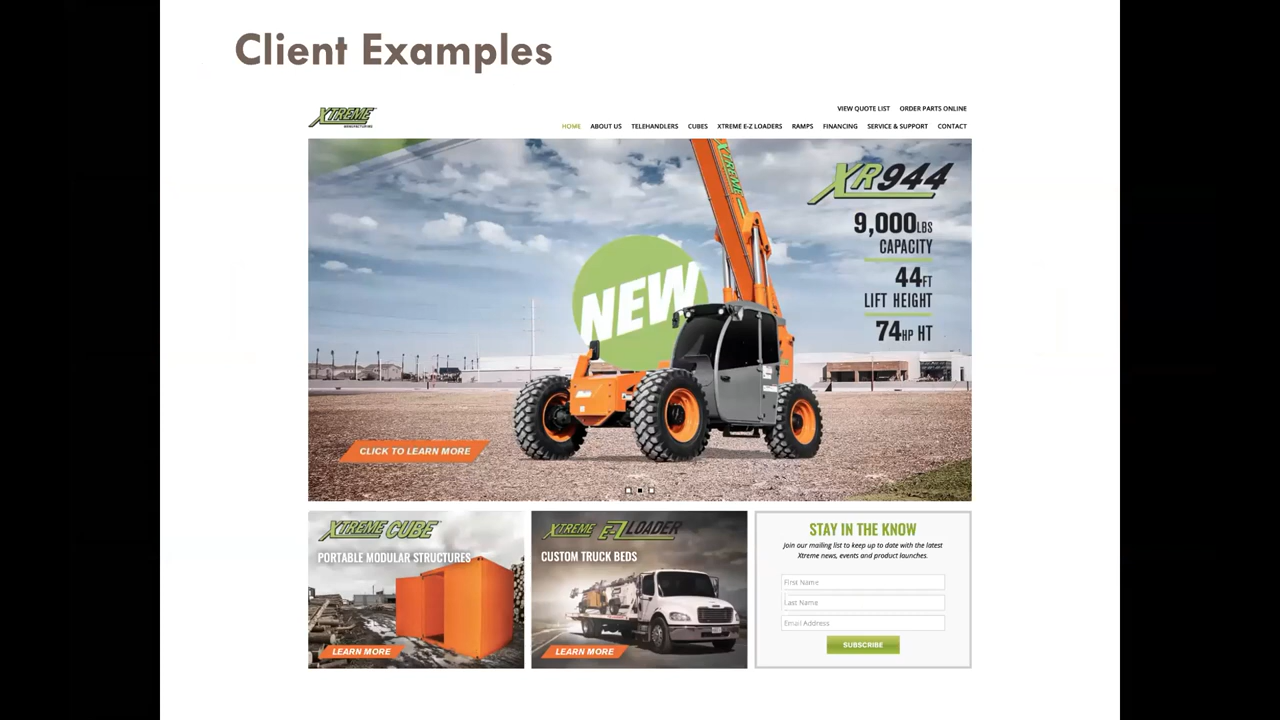 Client Examples
XTREME
MANUFACTURING
VIEW QUOTE LIST ORDER PARTS ONLINE
HOME ABOUT US TELEHANDLERS CUBES XTREME E-Z LOADERS RAMPS FINANCING SERVICE & SUPPORT CONTACT
XTREME
XR944
9,000LBS
CAPACITY
44FT
LIFT HEIGHT
74HP HT
NEW
CLICK TO LEARN MORE
XTREME CUBE
PORTABLE MODULAR STRUCTURES
LEARN MORE
XTREME E-Z LOADER
CUSTOM TRUCK BEDS
LEARN MORE
STAY IN THE KNOW
Join our mailing list to keep up to date with the latest
Xtreme news, events and product launches.
First Name
Last Name
Email Address
SUBSCRIBE